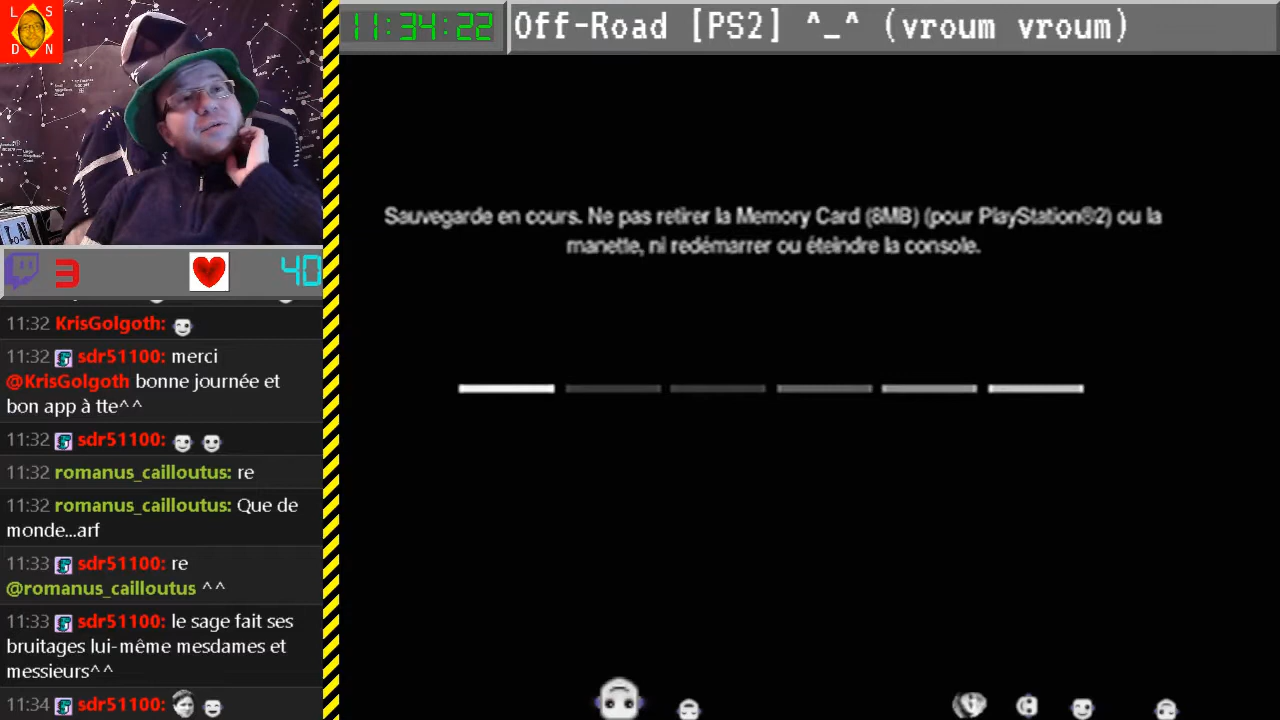 L S
D N
11:34:22
Off-Road [PS2] ^_^ (vroum vroum)
Sauvegarde en cours. Ne pas retirer la Memory Card (8MB) (pour PlayStation®2) ou la
manette, ni redémarrer ou éteindre la console.
3
40
11:32 KrisGolgoth:
11:32 sdr51100: merci
@KrisGolgoth bonne journée et
bon app à tte^^
11:32 sdr51100:
11:32 romanus_cailloutus: re
11:32 romanus_cailloutus: Que de
monde...arf
11:33 sdr51100: re
@romanus_cailloutus ^^
11:33 sdr51100: le sage fait ses
bruitages lui-même mesdames et
messieurs^^
11:34 sdr51100: